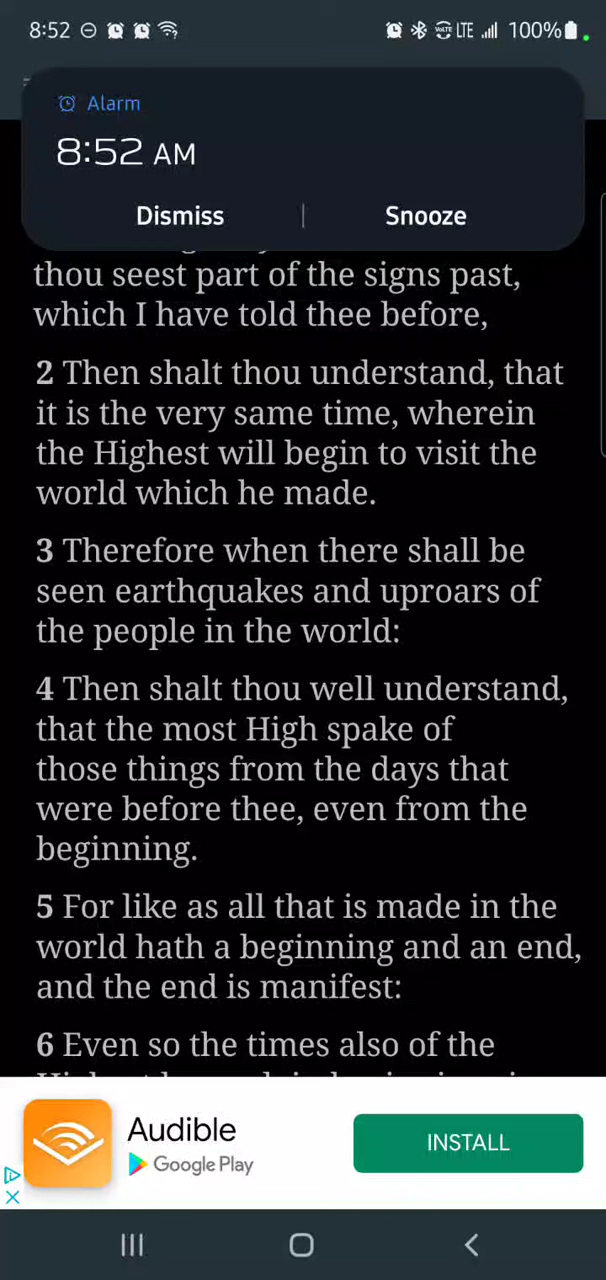 8:52 LTE 100%
Alarm
8:52 AM
Dismiss | Snooze
thou seest part of the signs past,
which I have told thee before,
2 Then shalt thou understand, that
it is the very same time, wherein
the Highest will begin to visit the
world which he made.
3 Therefore when there shall be
seen earthquakes and uproars of
the people in the world:
4 Then shalt thou well understand,
that the most High spake of
those things from the days that
were before thee, even from the
beginning.
5 For like as all that is made in the
world hath a beginning and an end,
and the end is manifest:
6 Even so the times also of the
Audible
Google Play
INSTALL